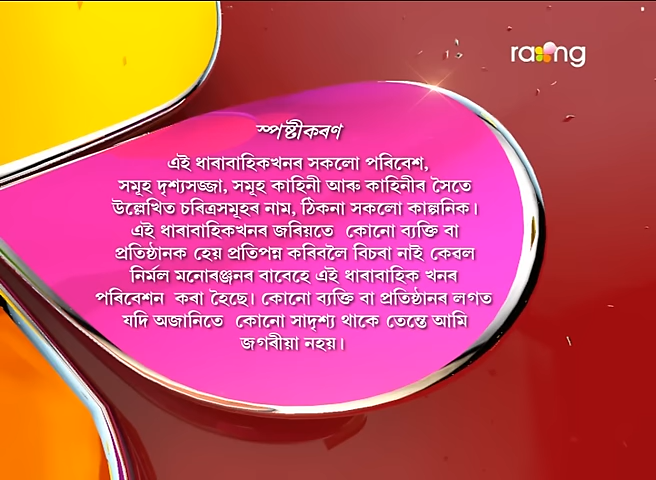 rang
স্পষ্টীকৰণ
এই ধাৰাবাহিকখনৰ সকলো পৰিবেশ,
সমূহ দৃশ্যসজ্জা, সমূহ কাহিনী আৰু কাহিনীৰ সৈতে
উল্লেখিত চৰিত্ৰসমূহৰ নাম, ঠিকনা সকলো কাল্পনিক।
এই ধাৰাবাহিকখনৰ জৰিয়তে কোনো ব্যক্তি বা
প্ৰতিষ্ঠানক হেয় প্ৰতিপন্ন কৰিবলৈ বিচৰা নাই কেৱল
নিৰ্মল মনোৰঞ্জনৰ বাবেহে এই ধাৰাবাহিক খনৰ
পৰিবেশন কৰা হৈছে। কোনো ব্যক্তি বা প্ৰতিষ্ঠানৰ লগত
যদি অজানিতে কোনো সাদৃশ্য থাকে তেন্তে আমি
জগৰীয়া নহয়।